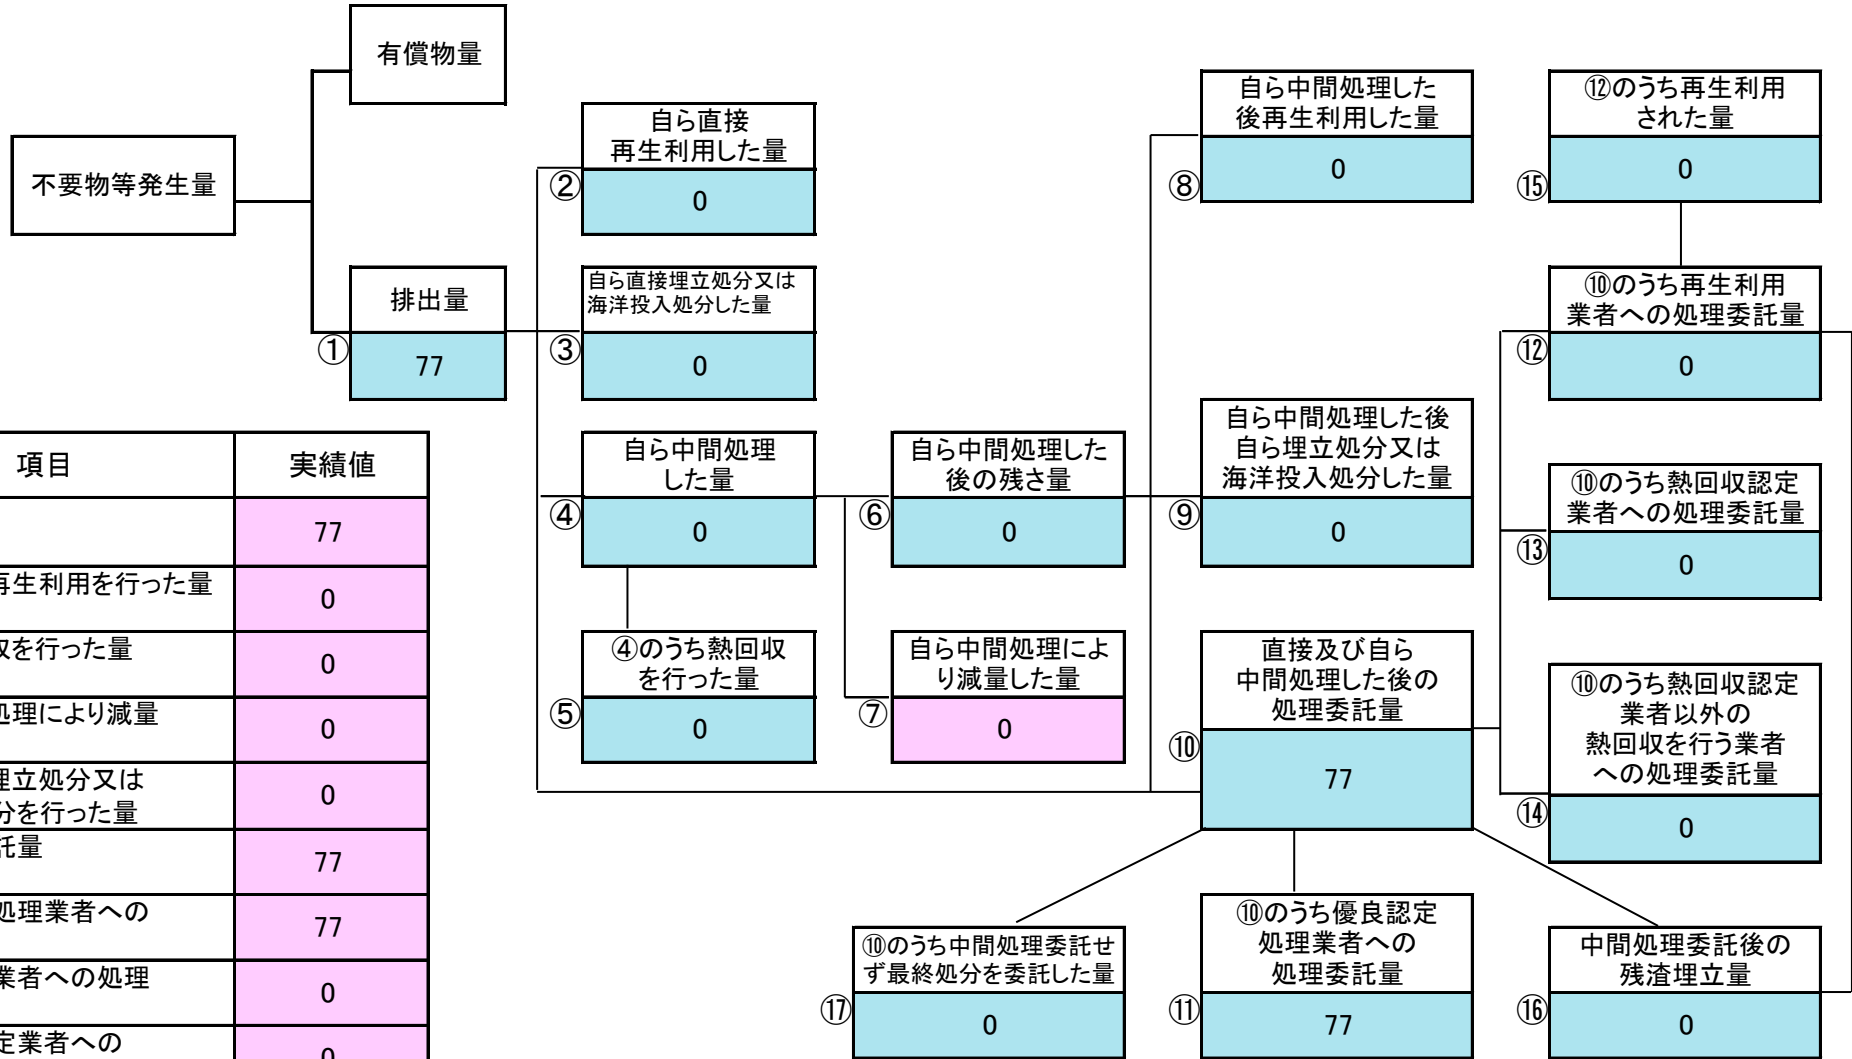 有償物量
不要物等発生量
排出量
①
77
自ら直接
再生利用した量
②
0
自ら直接埋立処分又は
海洋投入処分した量
③
0
自ら中間処理
した量
④
0
④のうち熱回収
を行った量
⑤
0
自ら中間処理した
後の残さ量
⑥
0
自ら中間処理によ
り減量した量
⑦
0
自ら中間処理した
後再生利用した量
⑧
0
自ら中間処理した後
自ら埋立処分又は
海洋投入処分した量
⑨
0
直接及び自ら
中間処理した後の
処理委託量
⑩
77
⑩のうち優良認定
処理業者への
処理委託量
⑪
77
⑩のうち再生利用
業者への処理委託量
⑫
0
⑩のうち熱回収認定
業者への処理委託量
⑬
0
⑩のうち熱回収認定
業者以外の
熱回収を行う業者
への処理委託量
⑭
0
⑫のうち再生利用
された量
⑮
0
中間処理委託後の
残渣埋立量
⑯
0
⑩のうち中間処理委託せ
ず最終処分を委託した量
⑰
0
項目 実績値
77
再生利用を行った量 0
収を行った量 0
処理により減量 0
埋立処分又は
分を行った量 0
託量 77
処理業者への 77
業者への処理 0
定業者への 0